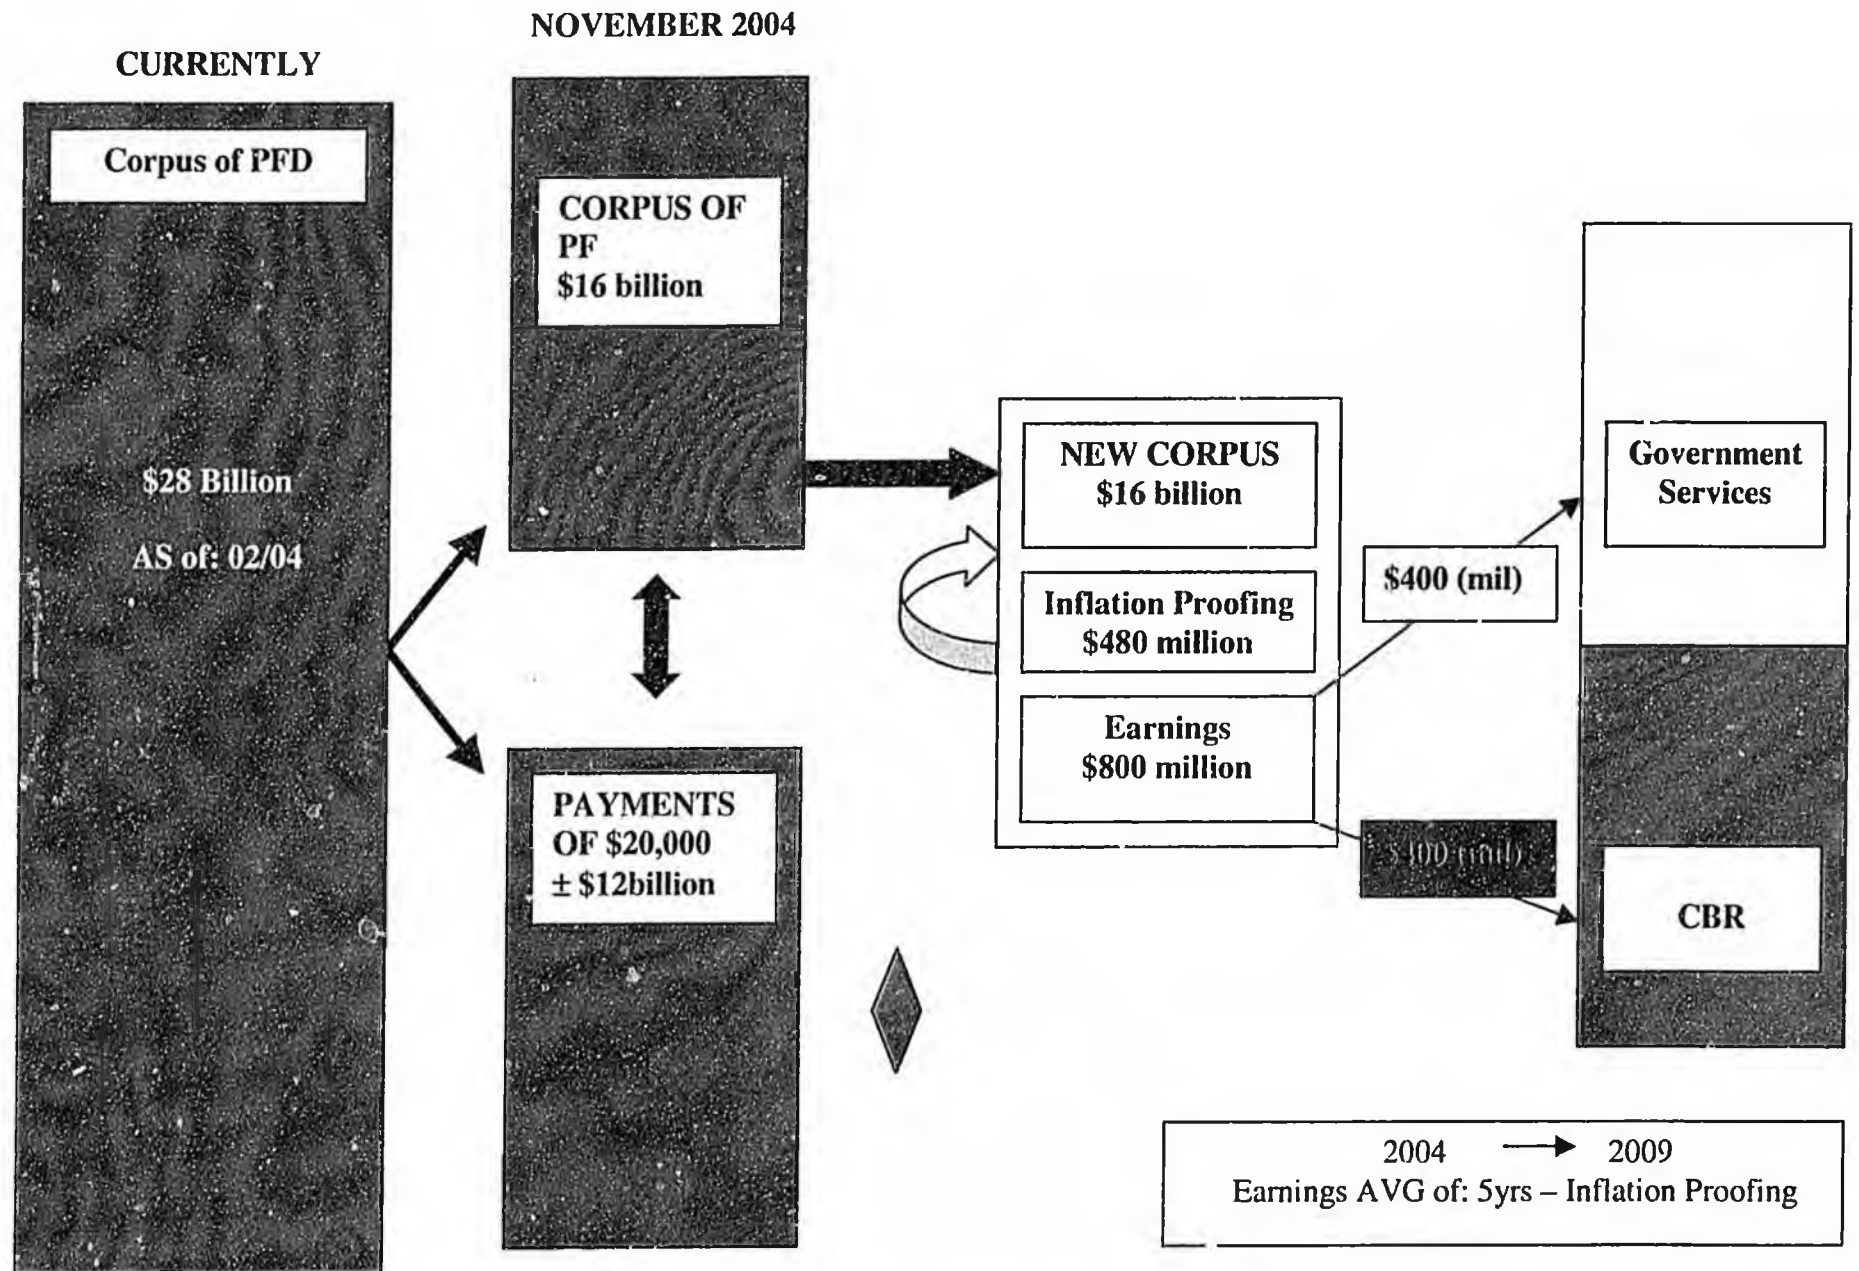 NOVEMBER 2004
CURRENTLY
Corpus of PFD
$28 Billion
AS of: 02/04
CORPUS OF
PF
$16 billion
PAYMENTS
OF $20,000
± $12billion
NEW CORPUS
$16 billion
Inflation Proofing
$480 million
Earnings
$800 million
$400 (mil)
$400 (mil)
Government
Services
CBR
2004 → 2009
Earnings AVG of: 5yrs – Inflation Proofing